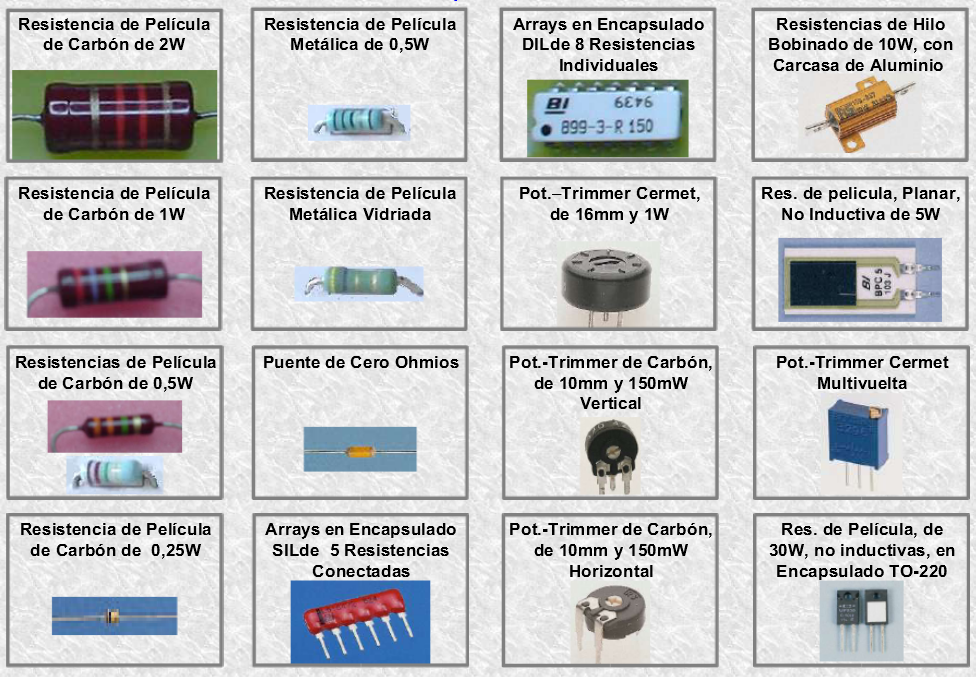 Resistencia de Película
de Carbón de 2W
Resistencia de Película
Metálica de 0,5W
Arrays en Encapsulado
DILde 8 Resistencias
Individuales
BI
9439
899-3-R 150
Resistencias de Hilo
Bobinado de 10W, con
Carcasa de Aluminio
Resistencia de Película
de Carbón de 1W
Resistencia de Película
Metálica Vidriada
Pot.–Trimmer Cermet,
de 16mm y 1W
Res. de pelicula, Planar,
No Inductiva de 5W
BI
BPC 5
103 J
Resistencias de Película
de Carbón de 0,5W
Puente de Cero Ohmios
Pot.-Trimmer de Carbón,
de 10mm y 150mW
Vertical
Pot.-Trimmer Cermet
Multivuelta
Resistencia de Película
de Carbón de 0,25W
Arrays en Encapsulado
SILde 5 Resistencias
Conectadas
Pot.-Trimmer de Carbón,
de 10mm y 150mW
Horizontal
Res. de Película, de
30W, no inductivas, en
Encapsulado TO-220